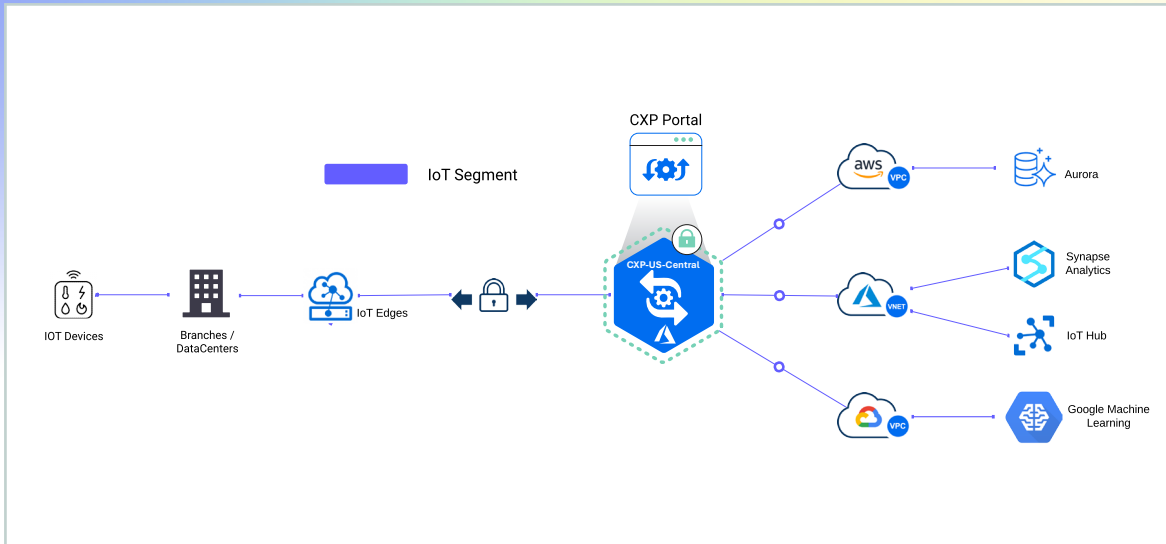 CXP Portal
IoT Segment
aws
VPC
Aurora
CXP-US-Central
Synapse
Analytics
IoT Edges
VNET
IOT Devices
Branches /
DataCenters
IoT Hub
VPC
Google Machine
Learning